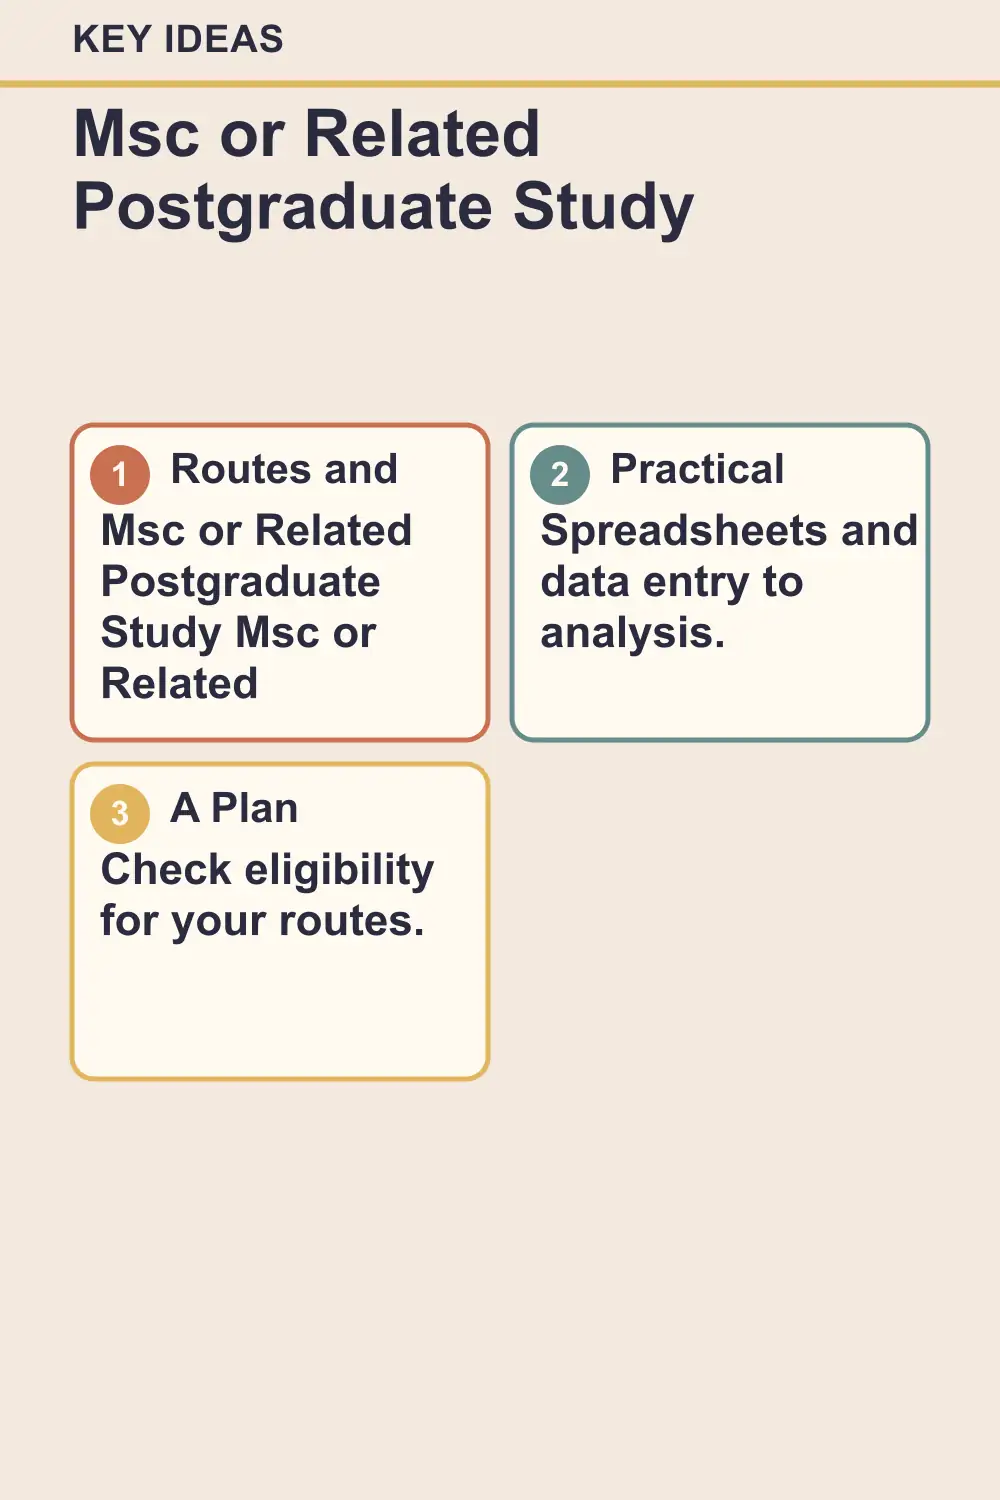 KEY IDEAS
Msc or Related
Postgraduate Study
1 Routes and
Msc or Related
Postgraduate
Study Msc or
Related
2 Practical
Spreadsheets and
data entry to
analysis.
3 A Plan
Check eligibility
for your routes.